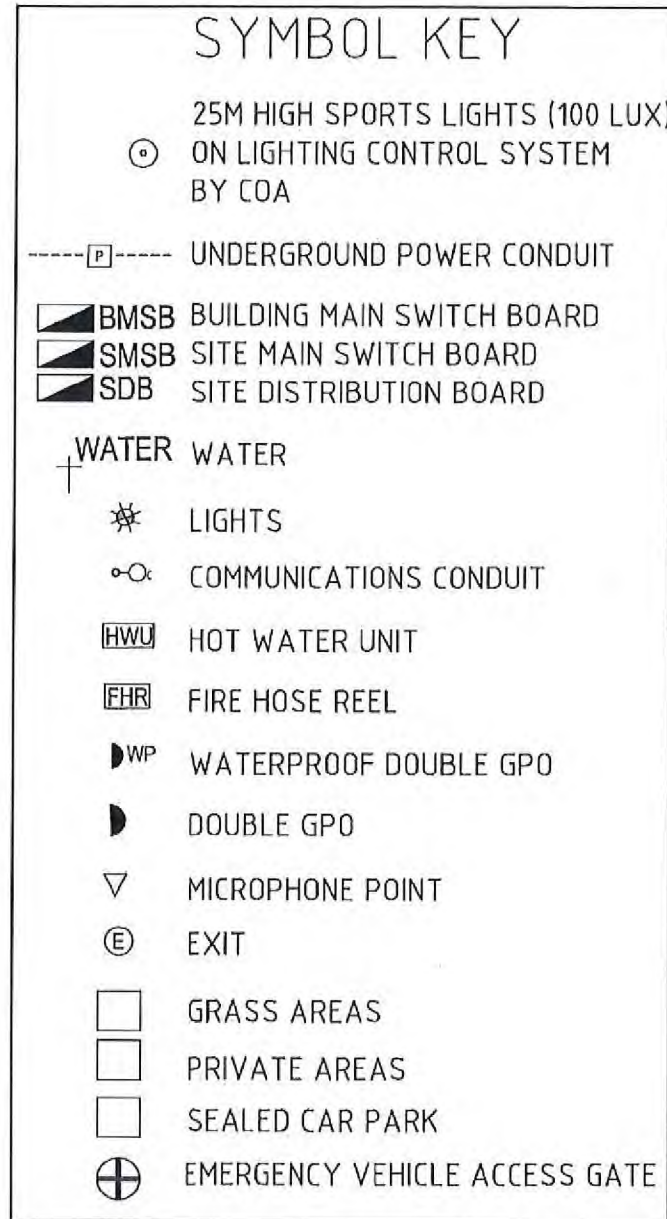 SYMBOL KEY
25M HIGH SPORTS LIGHTS (100 LUX)
ON LIGHTING CONTROL SYSTEM
BY COA
P UNDERGROUND POWER CONDUIT
BMSB BUILDING MAIN SWITCH BOARD
SMSB SITE MAIN SWITCH BOARD
SDB SITE DISTRIBUTION BOARD
WATER WATER
LIGHTS
COMMUNICATIONS CONDUIT
HWU HOT WATER UNIT
FHR FIRE HOSE REEL
WP WATERPROOF DOUBLE GPO
DOUBLE GPO
MICROPHONE POINT
E EXIT
GRASS AREAS
PRIVATE AREAS
SEALED CAR PARK
EMERGENCY VEHICLE ACCESS GATE